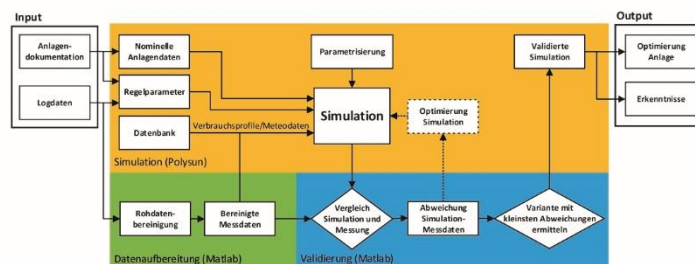 Input
Output
Anlagen-
dokumentation
Nominelle
Anlagendaten
Parametrisierung
Validierte
Simulation
Optimierung
Anlage
Logdaten
Regelparameter
Simulation
Optimierung
Simulation
Erkenntnisse
Datenbank
Verbrauchsprofile/Meteodaten
Simulation (Polysun)
Rohdaten-
bereinigung
Bereinigte
Messdaten
Vergleich
Simulation und
Messung
Abweichung
Simulation-
Messdaten
Variante mit
kleinsten Abweichungen
ermitteln
Datenaufbereitung (Matlab)
Validierung (Matlab)